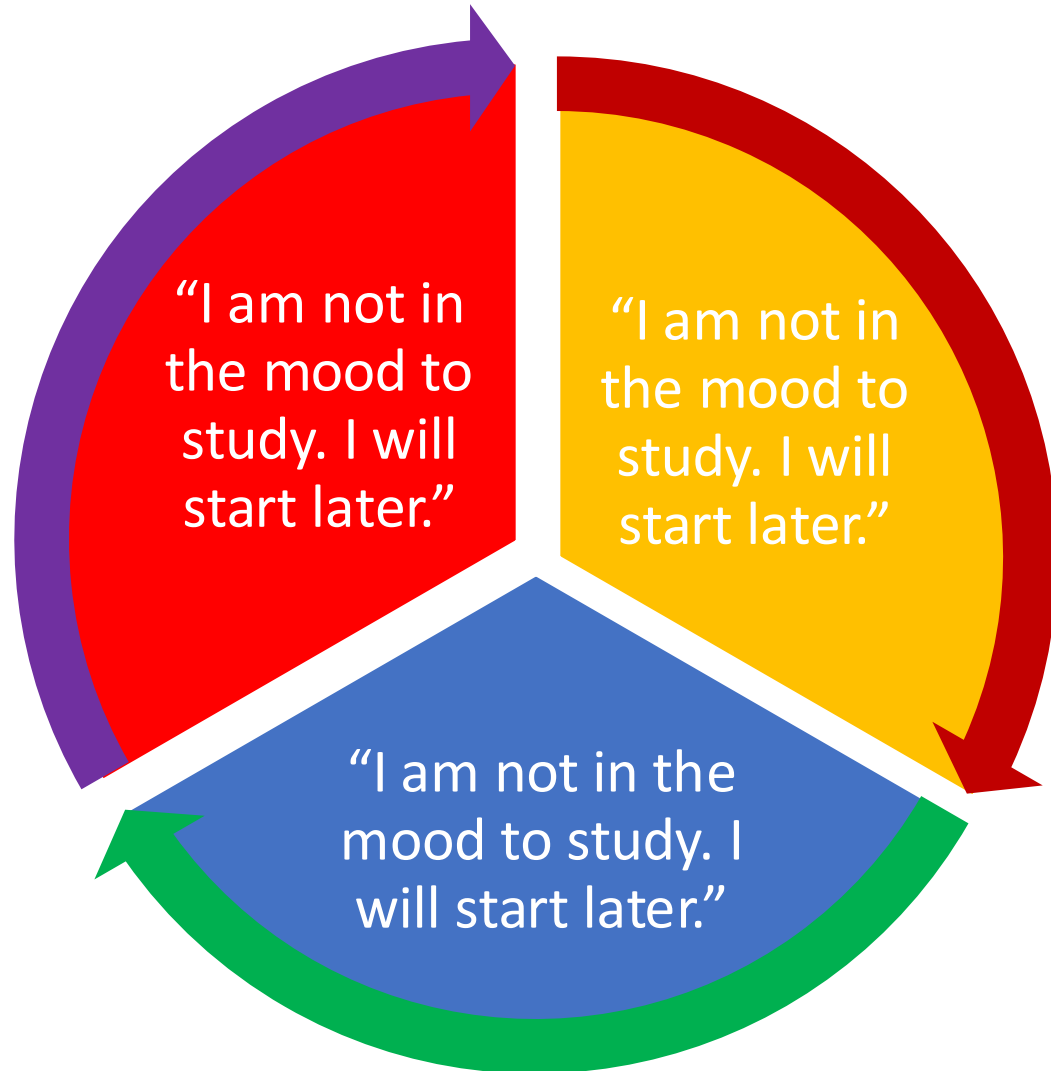 “I am not in
the mood to
study. I will
start later.”
“I am not in
the mood to
study. I will
start later.”
“I am not in the
mood to study. I
will start later.”